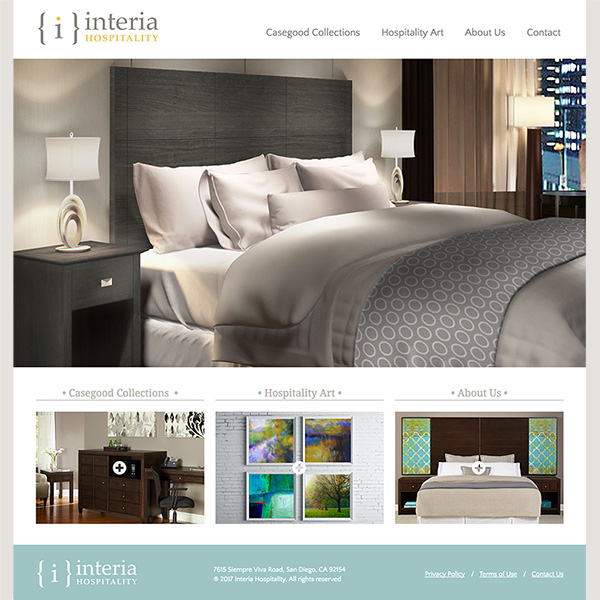 { i } interia
HOSPITALITY
Casegood Collections Hospitality Art About Us Contact
• Casegood Collections •
• Hospitality Art •
• About Us •
{ i } interia
HOSPITALITY
7615 Siempre Viva Road, San Diego, CA 92154
® 2017 Interia Hospitality. All rights reserved
Privacy Policy / Terms of Use / Contact Us